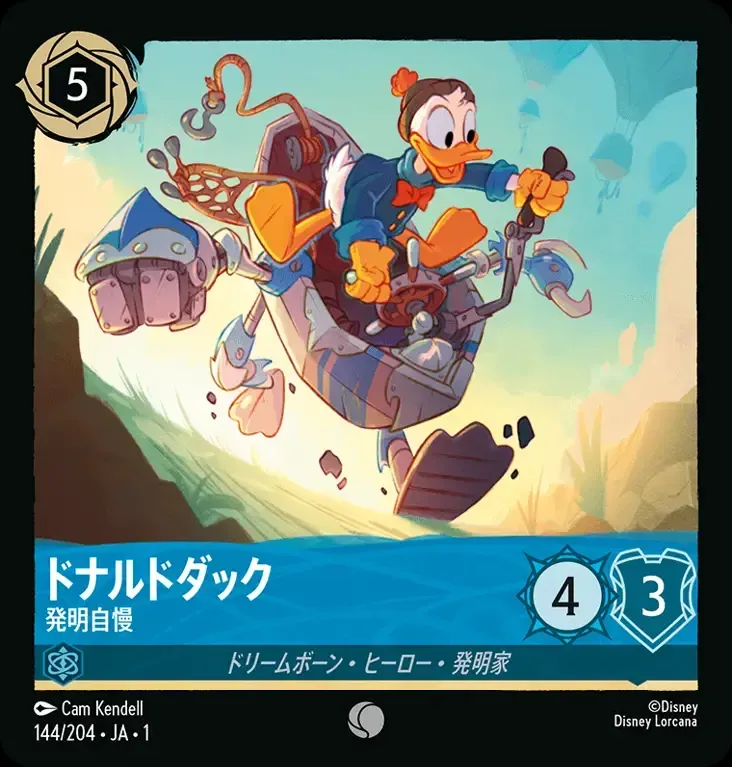 5
ドナルドダック
発明自慢
4
3
ドリームボーン・ヒーロー・発明家
Cam Kendell
©Disney
144/204・JA・1
Disney Lorcana